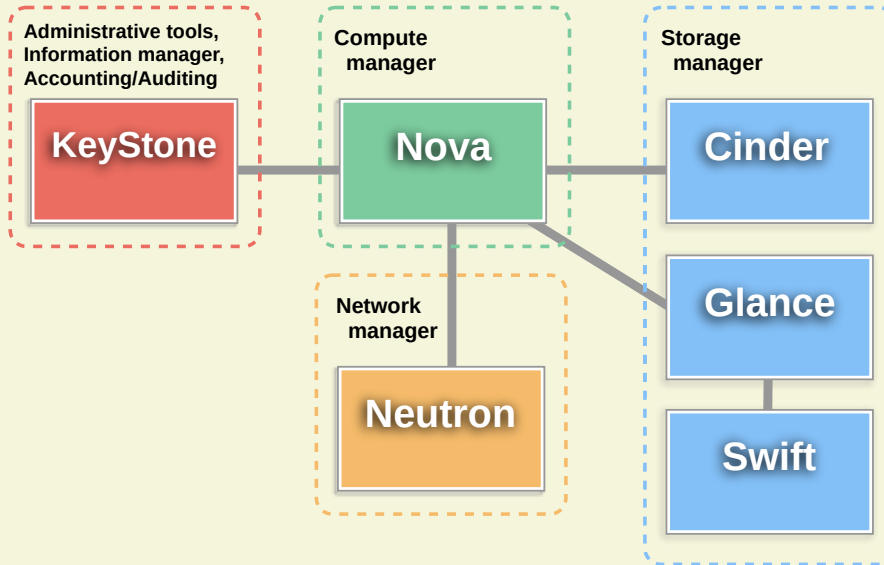 Administrative tools,
Information manager,
Accounting/Auditing
KeyStone
Compute
manager
Nova
Storage
manager
Cinder
Glance
Swift
Network
manager
Neutron